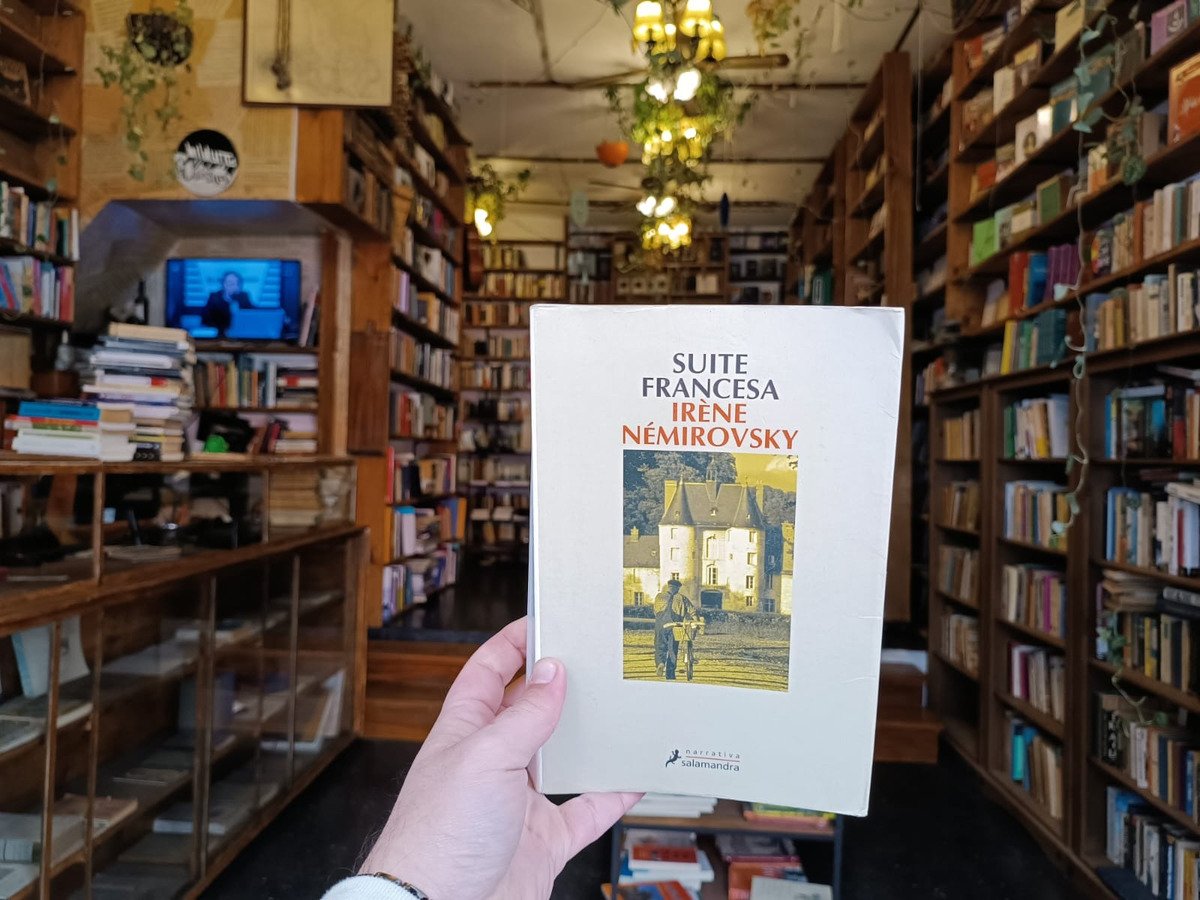 SUITE
FRANCESA
IRÈNE
NÉMIROVSKY
narrativa
salamandra